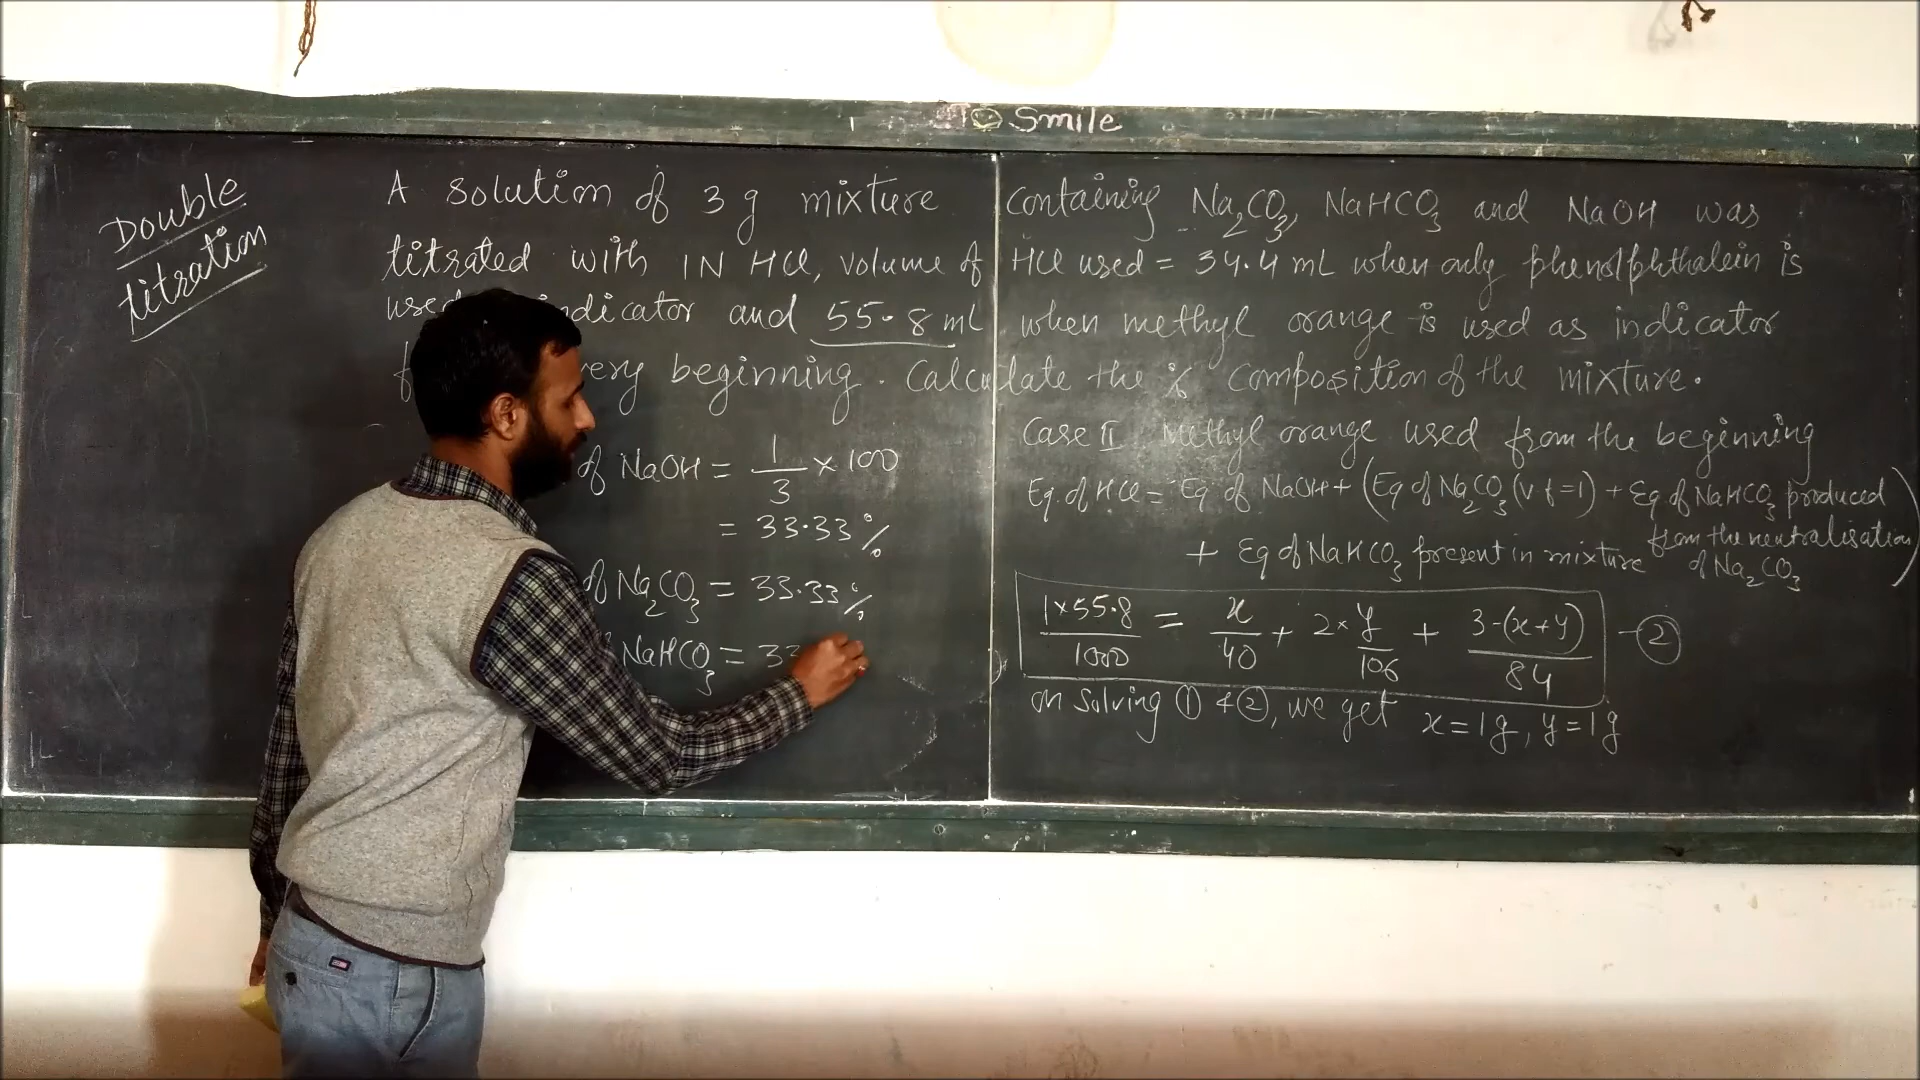 Smile
Double
titration
A solution of 3 g mixture containing Na2CO3, NaHCO3 and NaOH was
titrated with 1N HCl, volume of HCl used = 34.4 mL when only phenolphthalein is
used indicator and 55.8 mL when methyl orange is used as indicator
very beginning. Calculate the % composition of the mixture.
of NaOH = 1/3 × 100
= 33.33%
of Na2CO3 = 33.33%
NaHCO3 = 33
Case II Methyl orange used from the beginning
Eq. of HCl = Eq of NaOH + (Eq of Na2CO3 (v f = 1) + Eq of NaHCO3 produced
from the neutralisation
of Na2CO3)
+ Eq of NaHCO3 present in mixture
1×55.8/1000 = x/40 + 2× y/106 + 3-(x+y)/84 - ②
on solving ① & ②, we get x = 1g, y = 1g